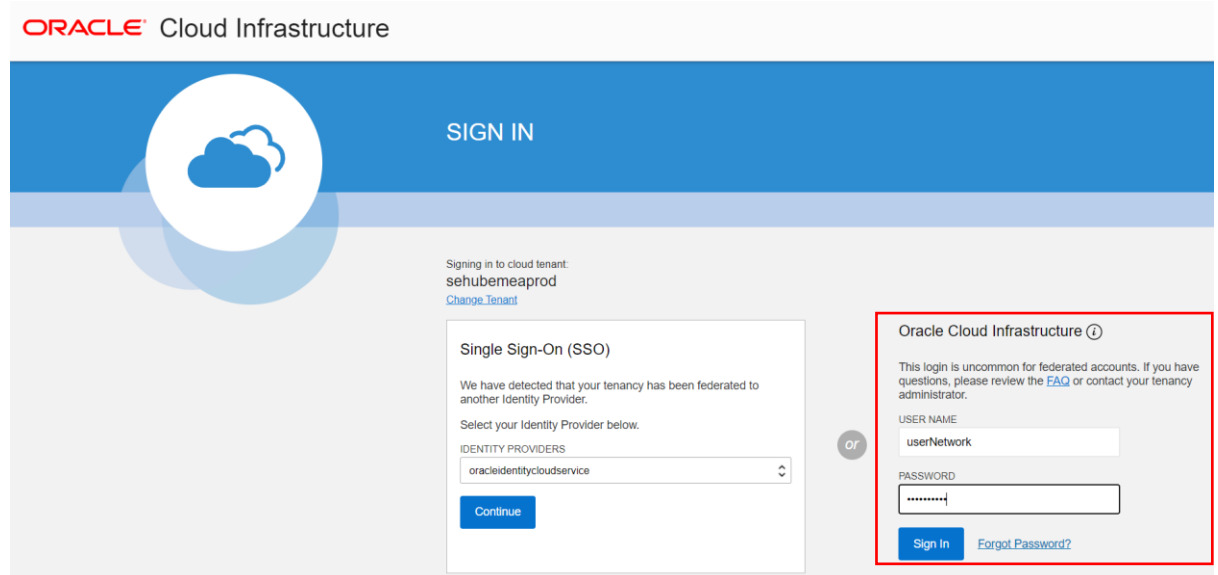 ORACLE® Cloud Infrastructure
SIGN IN
Signing in to cloud tenant:
sehubemeaprod
Change Tenant
Single Sign-On (SSO)
We have detected that your tenancy has been federated to
another Identity Provider.
Select your Identity Provider below.
IDENTITY PROVIDERS
oracleidentitycloudservice
Continue
or
Oracle Cloud Infrastructure i
This login is uncommon for federated accounts. If you have
questions, please review the FAQ or contact your tenancy
administrator.
USER NAME
userNetwork
PASSWORD
••••••••••
Sign In Forgot Password?